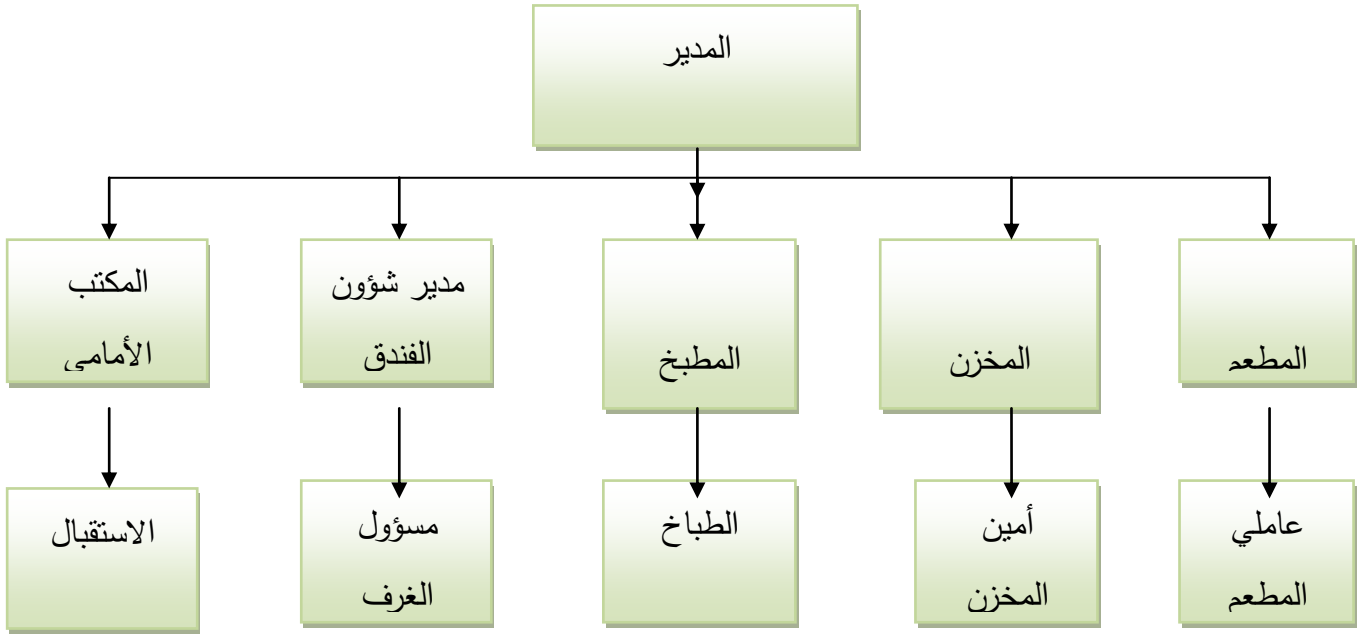 المدير
المطعم
المخزن
المطبخ
مدير شؤون
الفندق
المكتب
الأمامي
عاملي
المطعم
أمين
المخزن
الطباخ
مسؤول
الغرف
الاستقبال